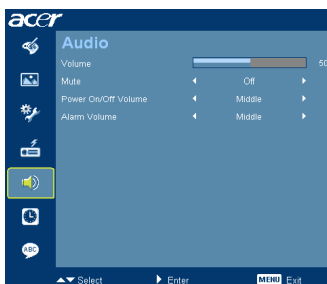 acer
Audio
Volume 50
Mute Off
Power On/Off Volume Middle
Alarm Volume Middle
ABC
Select Enter MENU Exit